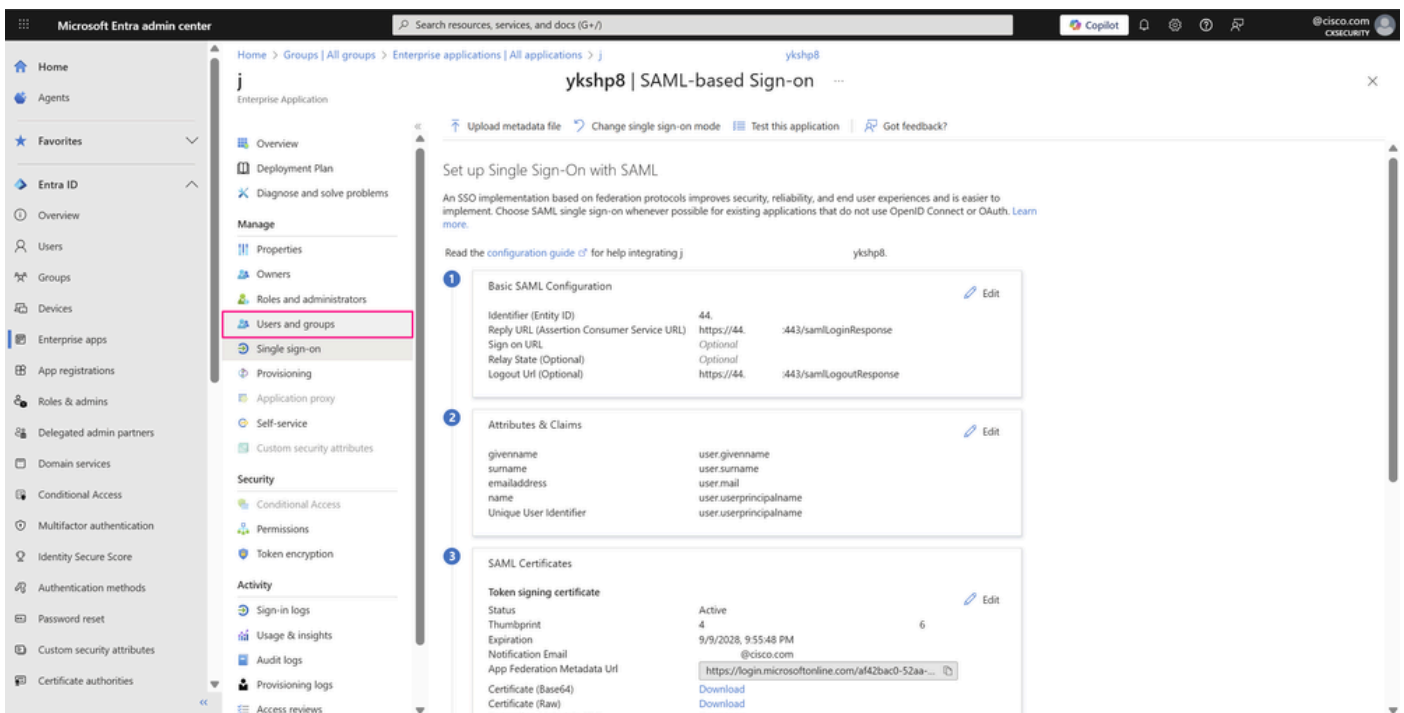 Microsoft Entra admin center
Search resources, services, and docs (G+/)
Copilot
@cisco.com
CXSECURITY
Home
Agents
Favorites
Entra ID
Overview
Users
Groups
Devices
Enterprise apps
App registrations
Roles & admins
Delegated admin partners
Domain services
Conditional Access
Multifactor authentication
Identity Secure Score
Authentication methods
Password reset
Custom security attributes
Certificate authorities
Home > Groups | All groups > Enterprise applications | All applications > j ykshp8
j ykshp8 | SAML-based Sign-on ...
Enterprise Application
Overview
Deployment Plan
Diagnose and solve problems
Manage
Properties
Owners
Roles and administrators
Users and groups
Single sign-on
Provisioning
Application proxy
Self-service
Custom security attributes
Security
Conditional Access
Permissions
Token encryption
Activity
Sign-in logs
Usage & insights
Audit logs
Provisioning logs
Access reviews
Upload metadata file Change single sign-on mode Test this application Got feedback?
Set up Single Sign-On with SAML
An SSO implementation based on federation protocols improves security, reliability, and end user experiences and is easier to
implement. Choose SAML single sign-on whenever possible for existing applications that do not use OpenID Connect or OAuth. Learn
more.
Read the configuration guide for help integrating j ykshp8.
1
Basic SAML Configuration
Edit
Identifier (Entity ID) 44.
Reply URL (Assertion Consumer Service URL) https://44. :443/samlLoginResponse
Sign on URL Optional
Relay State (Optional) Optional
Logout Url (Optional) https://44. :443/samlLogoutResponse
2
Attributes & Claims
Edit
givenname user.givenname
surname user.surname
emailaddress user.mail
name user.userprincipalname
Unique User Identifier user.userprincipalname
3
SAML Certificates
Token signing certificate
Edit
Status Active
Thumbprint 4 6
Expiration 9/9/2028, 9:55:48 PM
Notification Email @cisco.com
App Federation Metadata Url https://login.microsoftonline.com/af42bac0-52aa-...
Certificate (Base64) Download
Certificate (Raw) Download